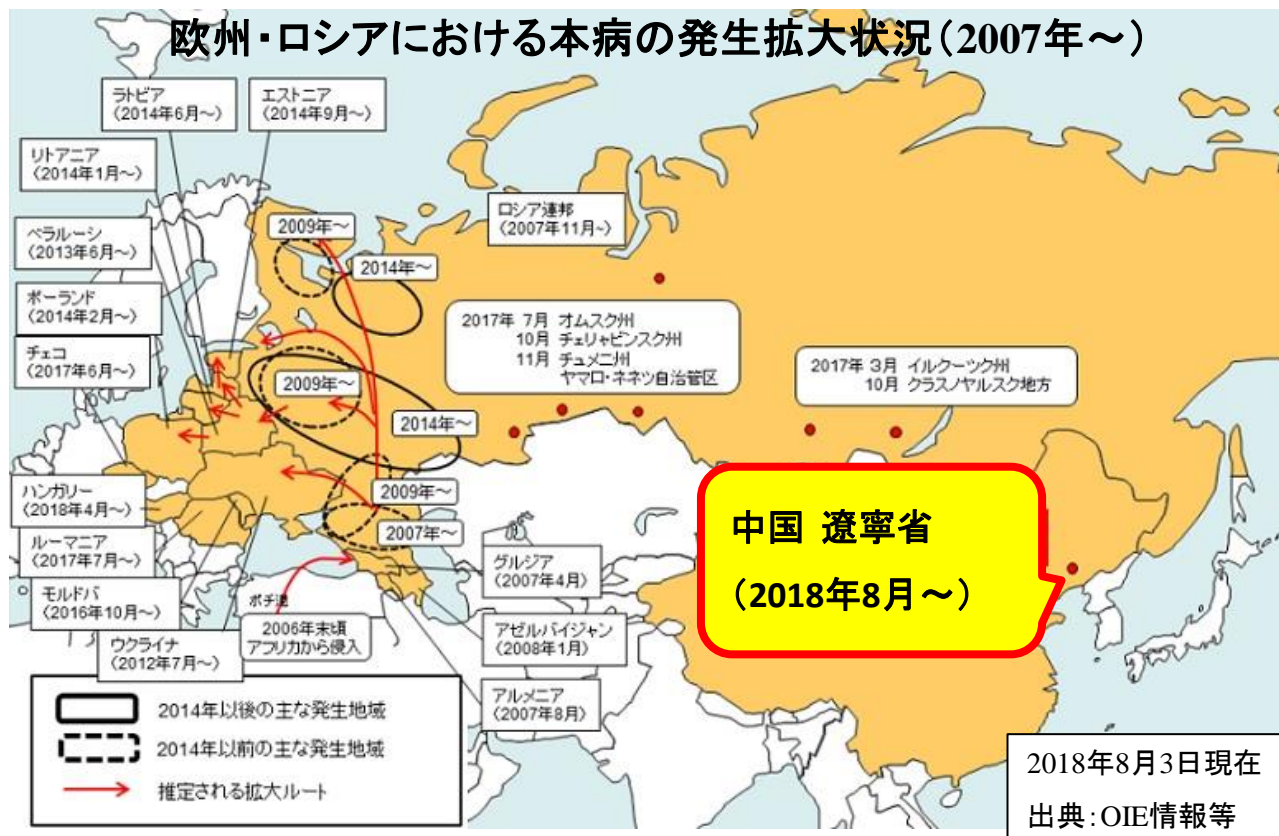 欧州・ロシアにおける本病の発生拡大状況（2007年～）
ラトビア
（2014年6月～）
エストニア
（2014年9月～）
リトアニア
（2014年1月～）
ベラルーシ
（2013年6月～）
ポーランド
（2014年2月～）
チェコ
（2017年6月～）
ロシア連邦
（2007年11月~）
2009年～
2014年～
2017年 7月 オムスク州
10月 チェリャビンスク州
11月 チュメニ州
ヤマロ・ネネツ自治管区
2017年 3月 イルクーツク州
10月 クラスノヤルスク地方
2009年～
2014年～
2009年～
2007年～
中国 遼寧省
（2018年8月～）
ハンガリー
（2018年4月～）
ルーマニア
（2017年7月～）
モルドバ
（2016年10月～）
ウクライナ
（2012年7月～）
ポチ港
2006年末頃
アフリカから侵入
グルジア
（2007年4月）
アゼルバイジャン
（2008年1月）
アルメニア
（2007年8月）
2014年以後の主な発生地域
2014年以前の主な発生地域
推定される拡大ルート
2018年8月3日現在
出典：OIE情報等